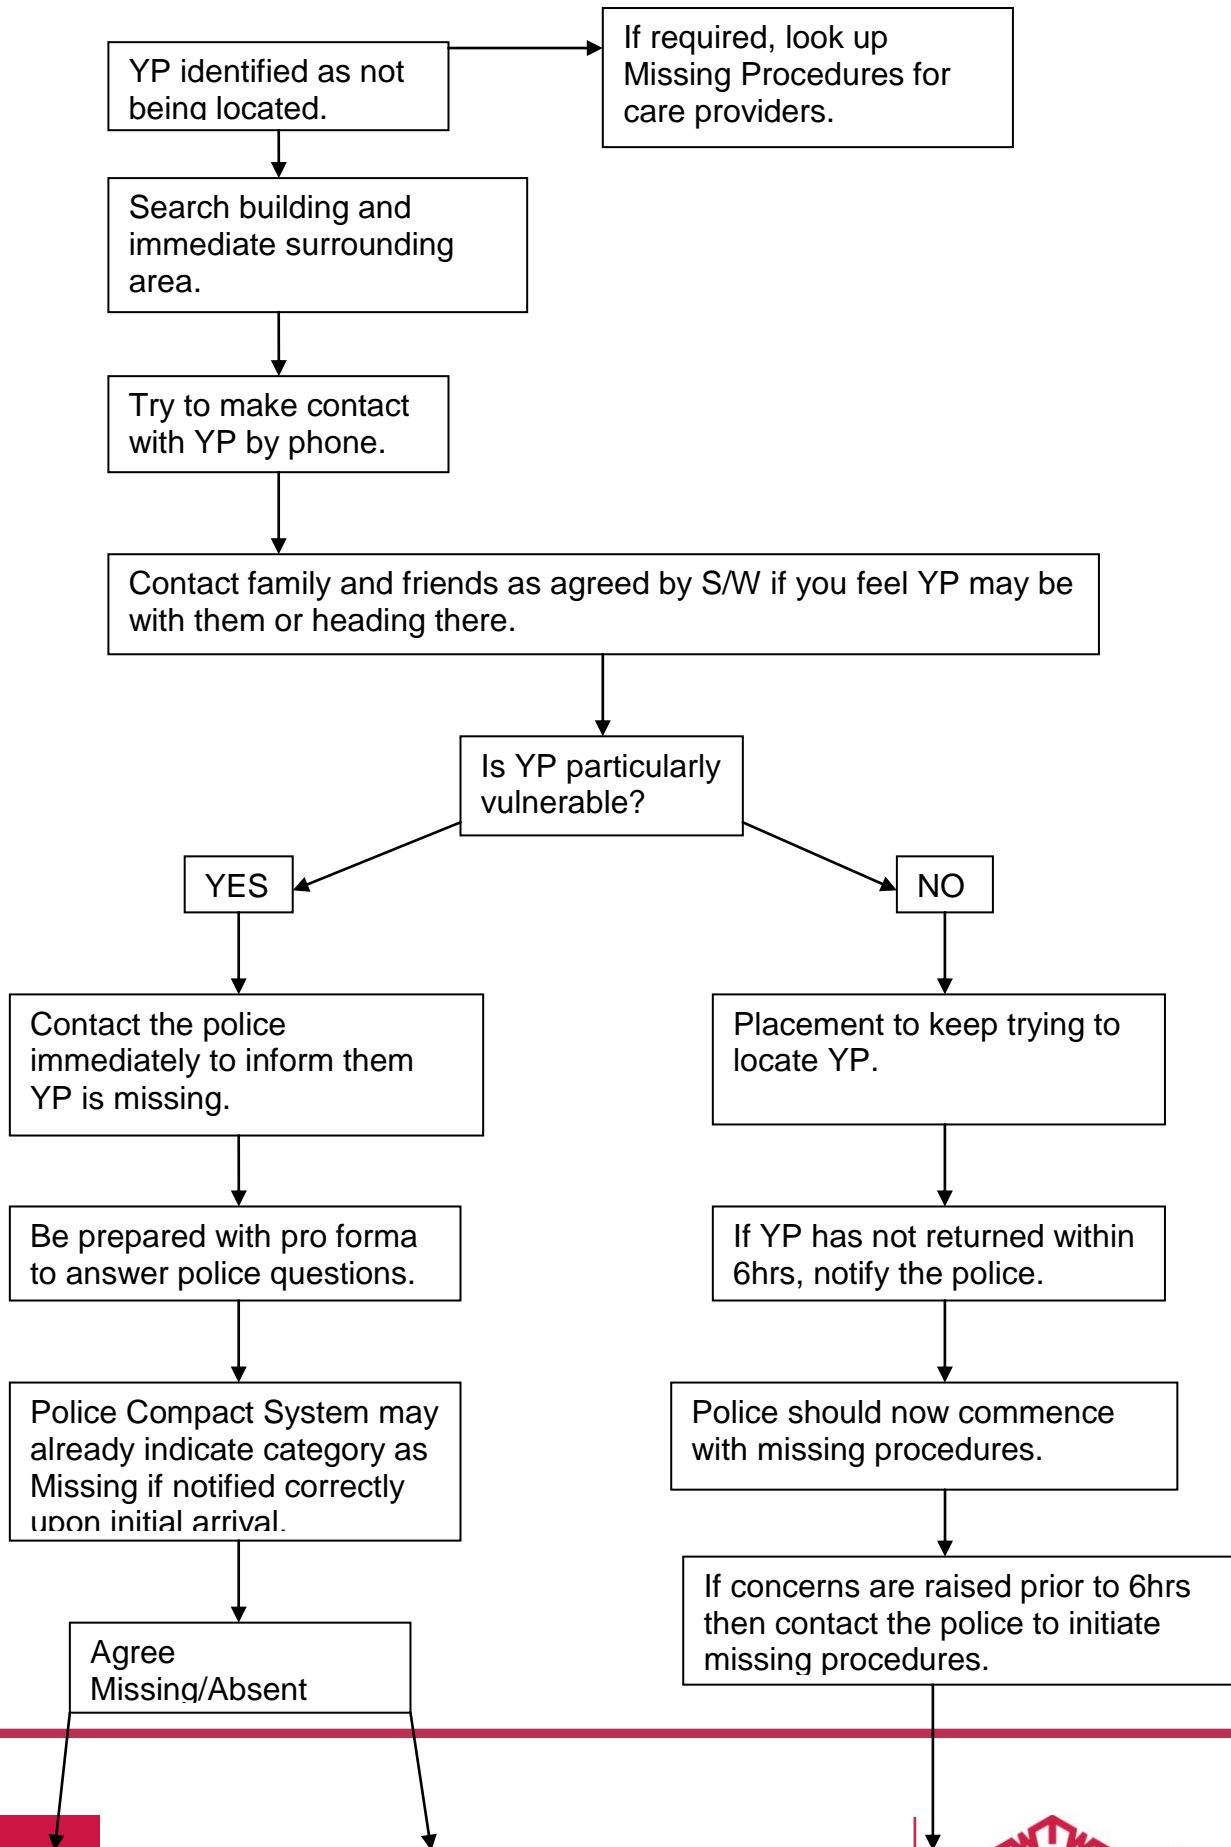 YP identified as not
being located.
If required, look up
Missing Procedures for
care providers.
Search building and
immediate surrounding
area.
Try to make contact
with YP by phone.
Contact family and friends as agreed by S/W if you feel YP may be
with them or heading there.
Is YP particularly
vulnerable?
YES
NO
Contact the police
immediately to inform them
YP is missing.
Placement to keep trying to
locate YP.
Be prepared with pro forma
to answer police questions.
If YP has not returned within
6hrs, notify the police.
Police Compact System may
already indicate category as
Missing if notified correctly
upon initial arrival.
Police should now commence
with missing procedures.
If concerns are raised prior to 6hrs
then contact the police to initiate
missing procedures.
Agree
Missing/Absent